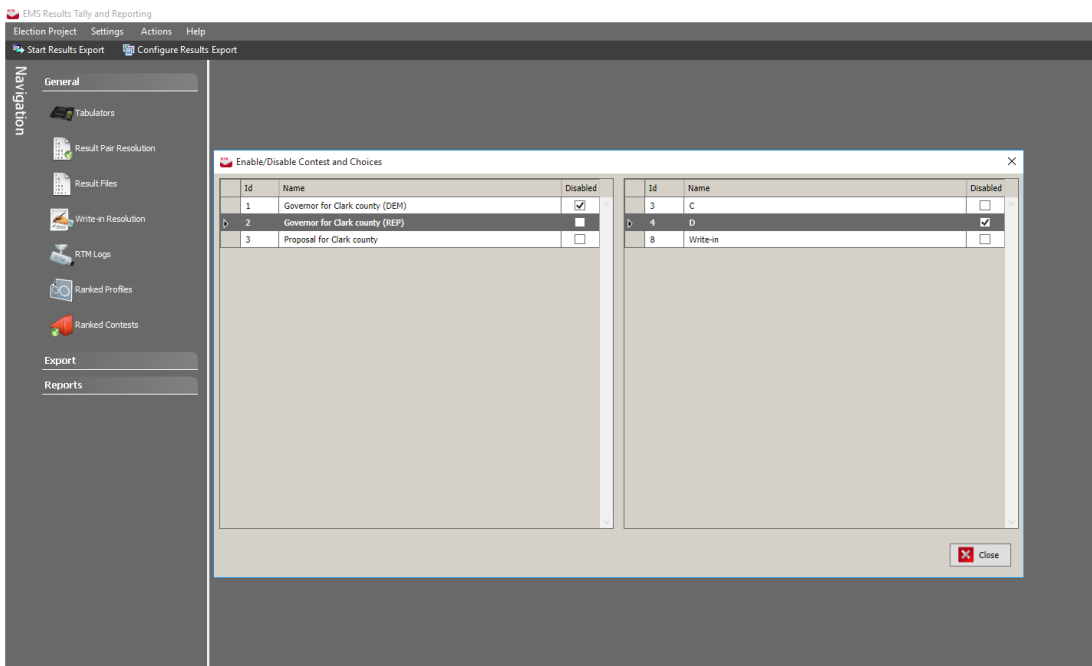 EMS Results Tally and Reporting
Election Project Settings Actions Help
Start Results Export Configure Results Export
Navigation
General
Tabulators
Result Pair Resolution
Result Files
Write-in Resolution
RTM Logs
Ranked Profiles
Ranked Contests
Export
Reports
Enable/Disable Contest and Choices
Id Name Disabled
1 Governor for Clark county (DEM)
2 Governor for Clark county (REP)
3 Proposal for Clark county
Id Name Disabled
3 C
4 D
8 Write-in
Close